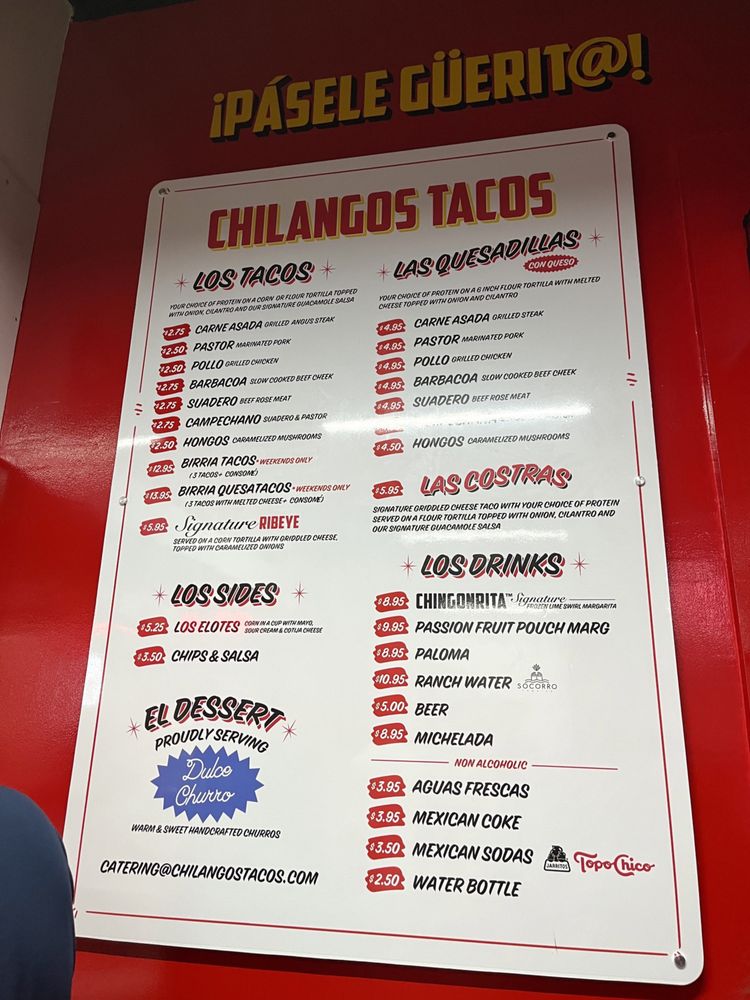 ¡PÁSELE GÜERIT@!
CHILANGOS TACOS
LOS TACOS
YOUR CHOICE OF PROTEIN ON A CORN OR FLOUR TORTILLA TOPPED
WITH ONION, CILANTRO AND OUR SIGNATURE GUACAMOLE SALSA
$2.75 CARNE ASADA GRILLED ANGUS STEAK
$2.50 PASTOR MARINATED PORK
$2.50 POLLO GRILLED CHICKEN
$2.75 BARBACOA SLOW COOKED BEEF CHEEK
$2.75 SUADERO BEEF ROSE MEAT
$2.75 CAMPECHANO SUADERO & PASTOR
$2.50 HONGOS CARAMELIZED MUSHROOMS
$12.95 BIRRIA TACOS • WEEKENDS ONLY
(3 TACOS + CONSOMÉ)
$13.95 BIRRIA QUESATACOS • WEEKENDS ONLY
(3 TACOS WITH MELTED CHEESE + CONSOMÉ)
$5.95 Signature RIBEYE
SERVED ON A CORN TORTILLA WITH GRIDDLED CHEESE,
TOPPED WITH CARAMELIZED ONIONS
LOS SIDES
$5.25 LOS ELOTES CORN IN A CUP WITH MAYO,
SOUR CREAM & COTIJA CHEESE
$3.50 CHIPS & SALSA
EL DESSERT
PROUDLY SERVING
Dulce
Churro
WARM & SWEET HANDCRAFTED CHURROS
CATERING@CHILANGOSTACOS.COM
LAS QUESADILLAS
CON QUESO
YOUR CHOICE OF PROTEIN ON A 6 INCH FLOUR TORTILLA WITH MELTED
CHEESE TOPPED WITH ONION AND CILANTRO
$4.95 CARNE ASADA GRILLED STEAK
$4.95 PASTOR MARINATED PORK
$4.95 POLLO GRILLED CHICKEN
$4.95 BARBACOA SLOW COOKED BEEF CHEEK
$4.95 SUADERO BEEF ROSE MEAT
$4.50 HONGOS CARAMELIZED MUSHROOMS
$5.95 LAS COSTRAS
SIGNATURE GRIDDLED CHEESE TACO WITH YOUR CHOICE OF PROTEIN
SERVED ON A FLOUR TORTILLA TOPPED WITH ONION, CILANTRO AND
OUR SIGNATURE GUACAMOLE SALSA
LOS DRINKS
$8.95 CHINGONRITA™ Signature
FROZEN LIME SWIRL MARGARITA
$9.95 PASSION FRUIT POUCH MARG
$8.95 PALOMA
$10.95 RANCH WATER SOCORRO
$5.00 BEER
$8.95 MICHELADA
NON ALCOHOLIC
$3.95 AGUAS FRESCAS
$3.95 MEXICAN COKE
$3.50 MEXICAN SODAS JARRITOS Topo Chico
$2.50 WATER BOTTLE